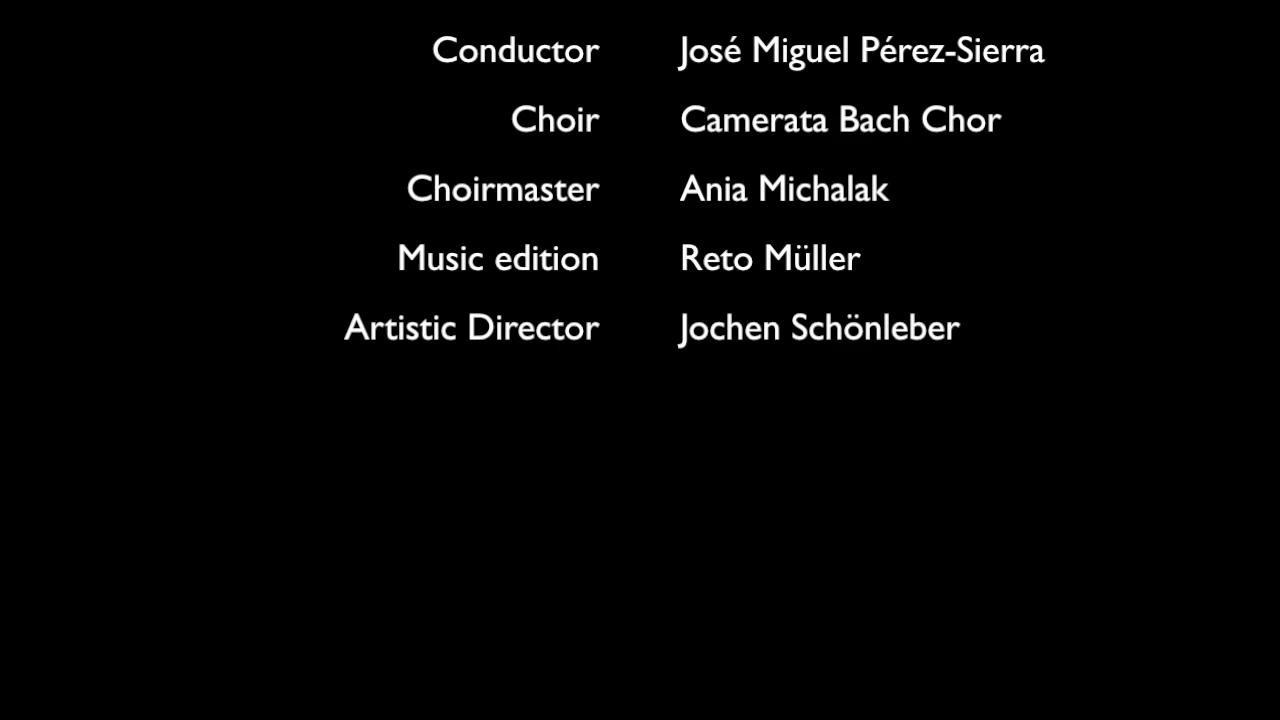 Conductor José Miguel Pérez-Sierra
Choir Camerata Bach Chor
Choirmaster Ania Michalak
Music edition Reto Müller
Artistic Director Jochen Schönleber